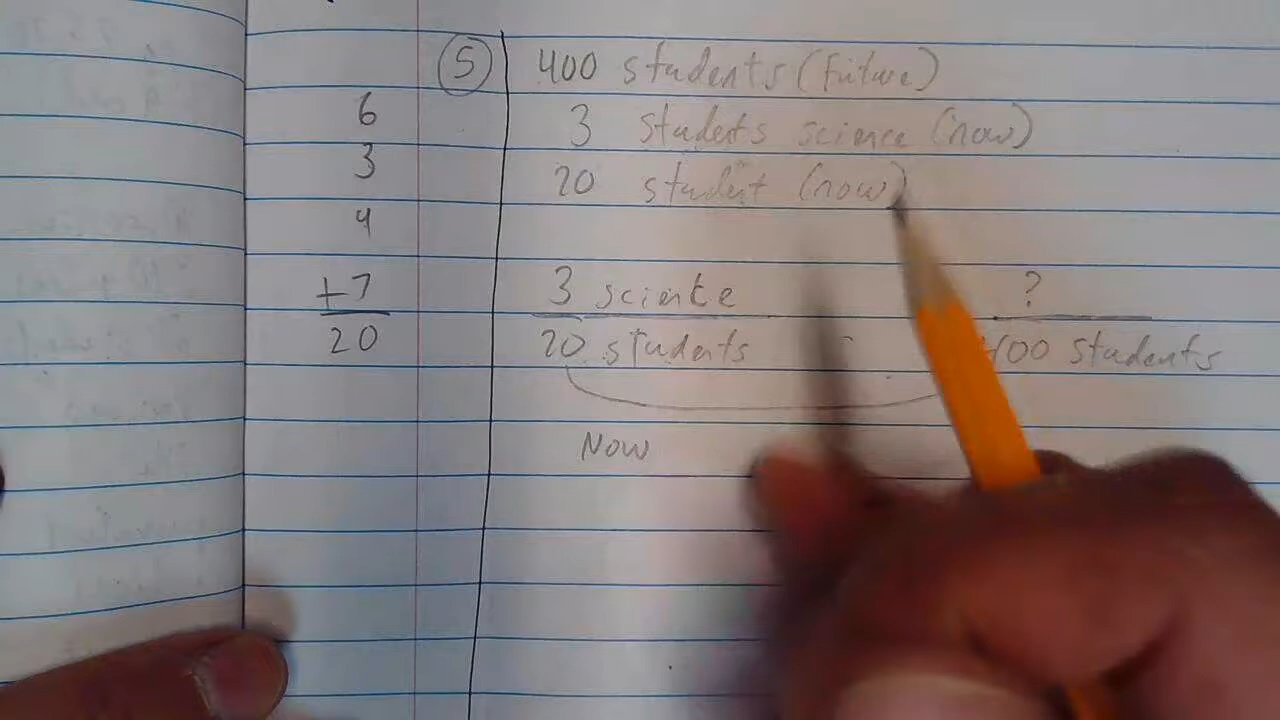 5 400 students (future)
6
3 students science (now)
3
20 student (now)
4
+7
3 science
?
20
20 students
400 students
Now